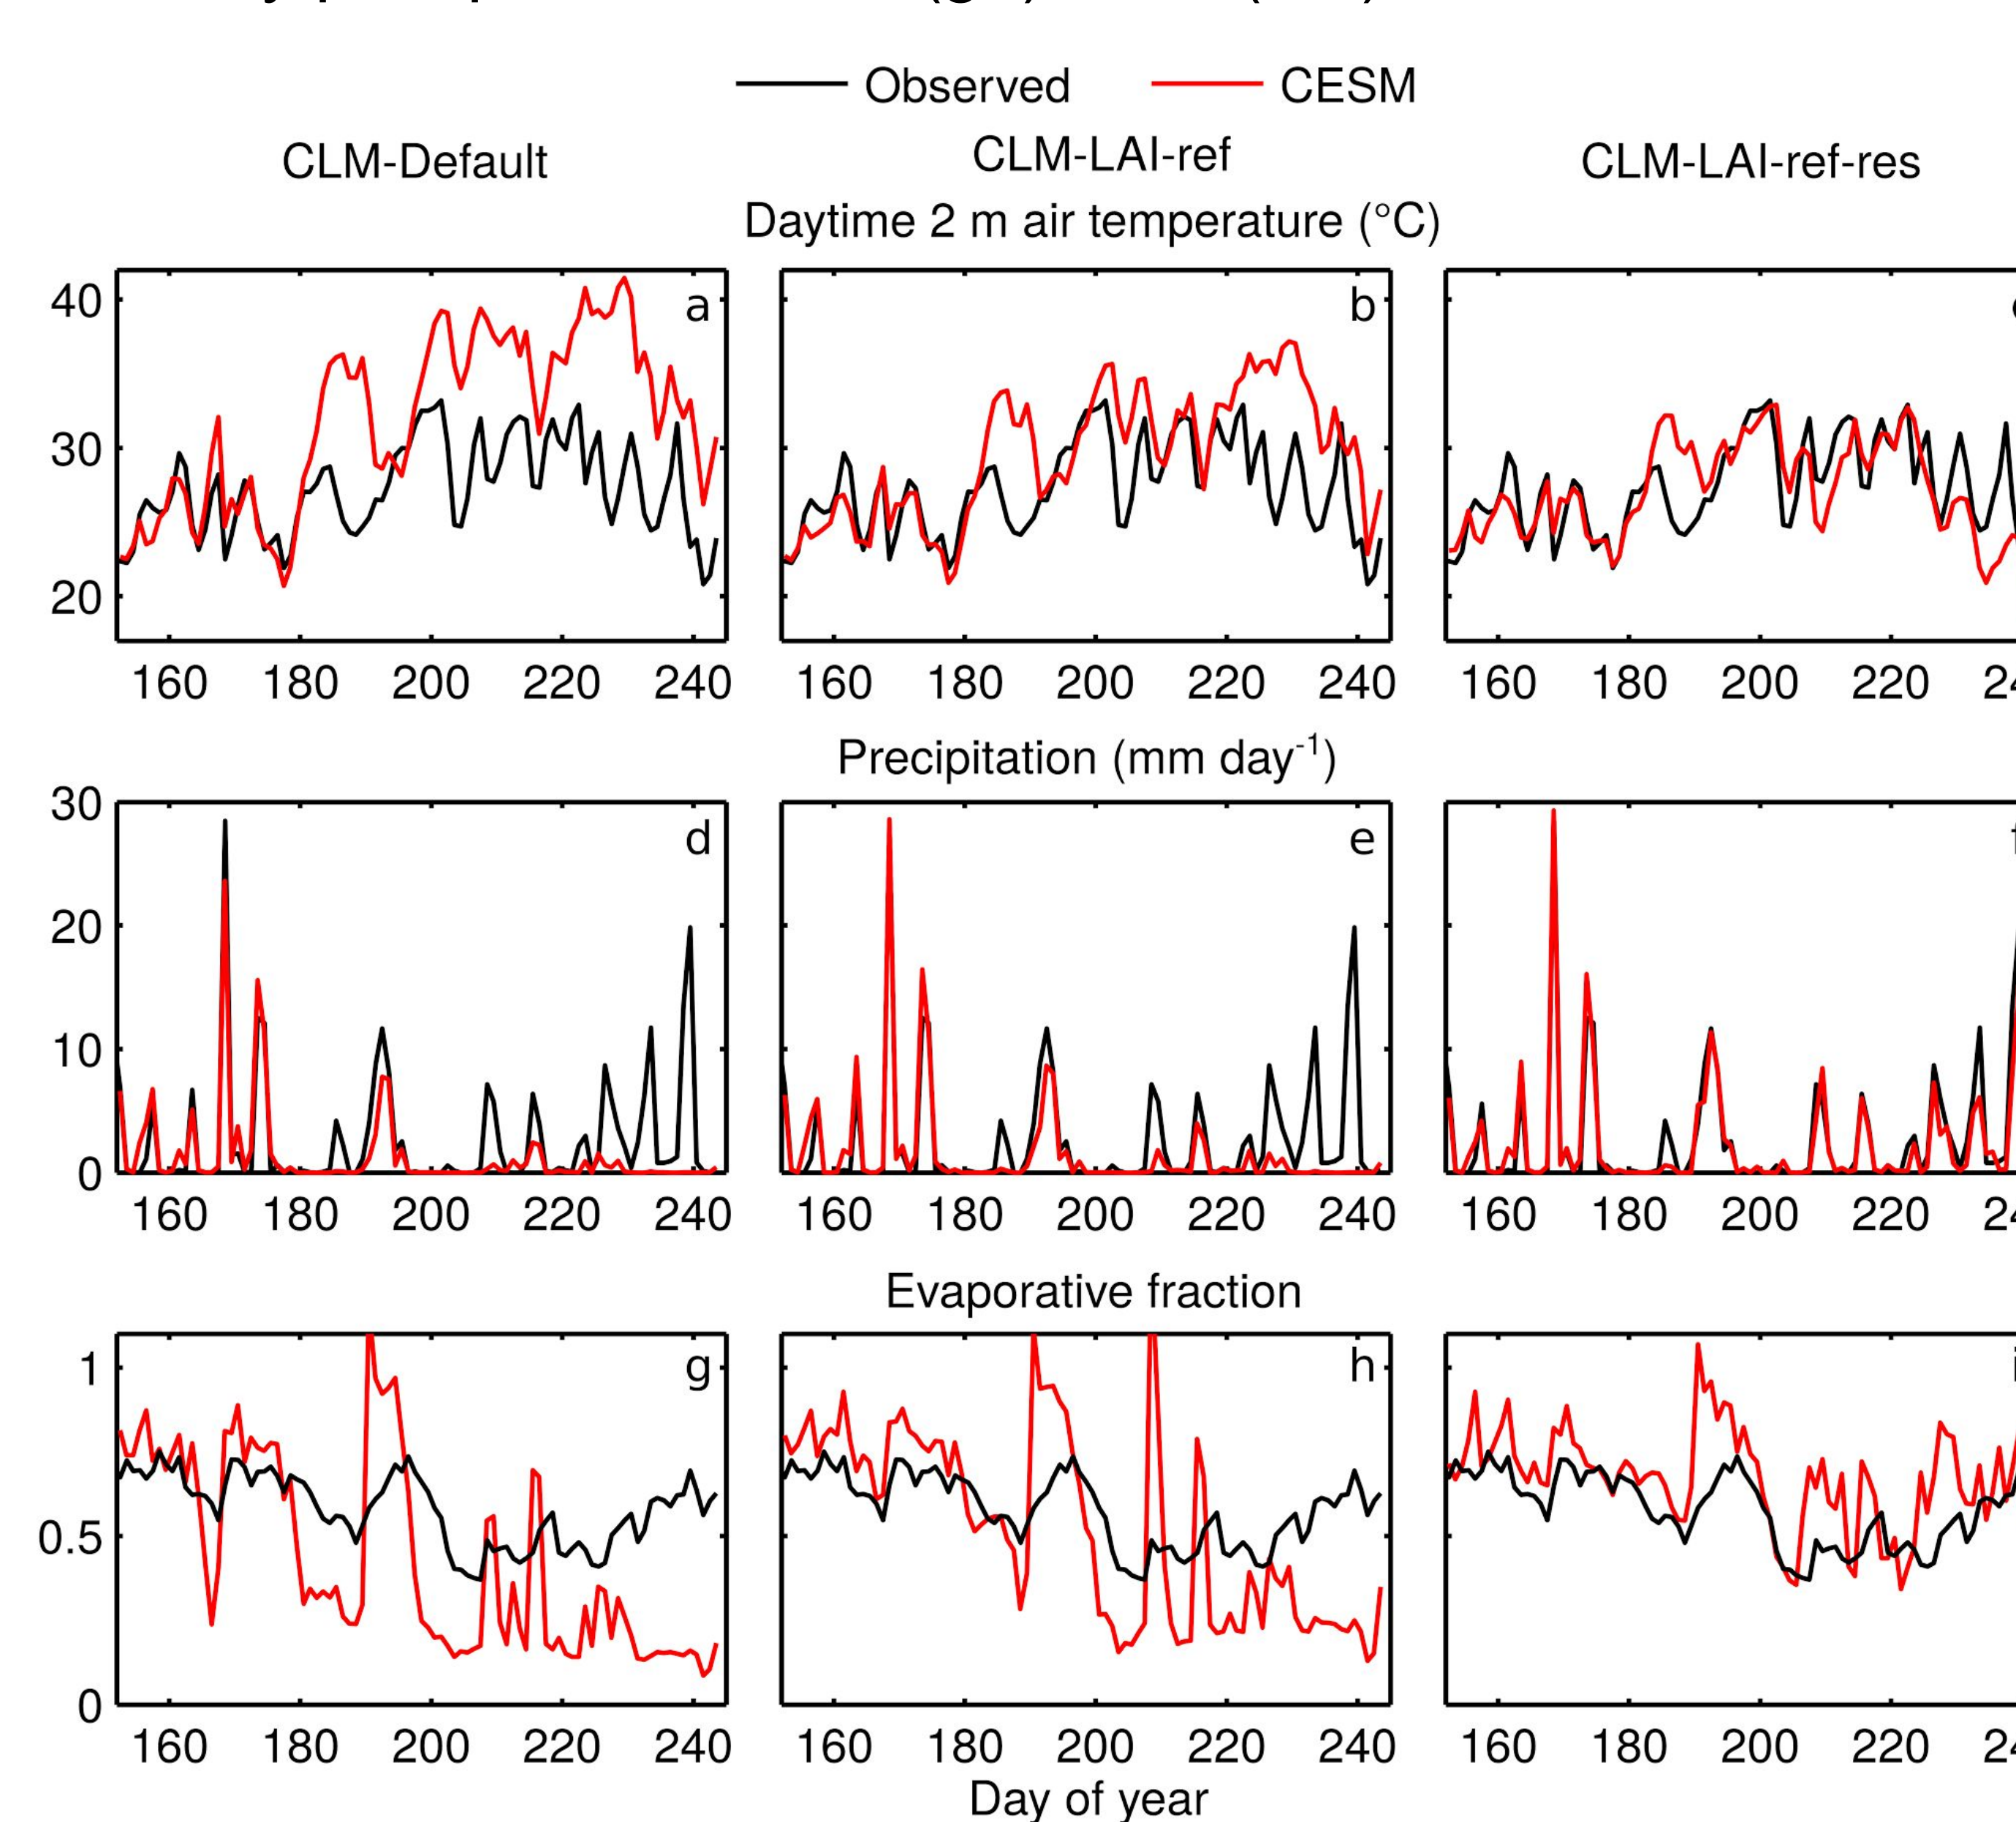 Observed CESM
CLM-Default CLM-LAI-ref CLM-LAI-ref-res
Daytime 2 m air temperature (°C)
40
30
20
a b
160 180 200 220 240 160 180 200 220 240 160 180 200 220
Precipitation (mm day-1)
30
20
10
0
d e
160 180 200 220 240 160 180 200 220 240 160 180 200 220
Evaporative fraction
1
0.5
0
g h i
160 180 200 220 240 160 180 200 220 240 160 180 200 220
Day of year